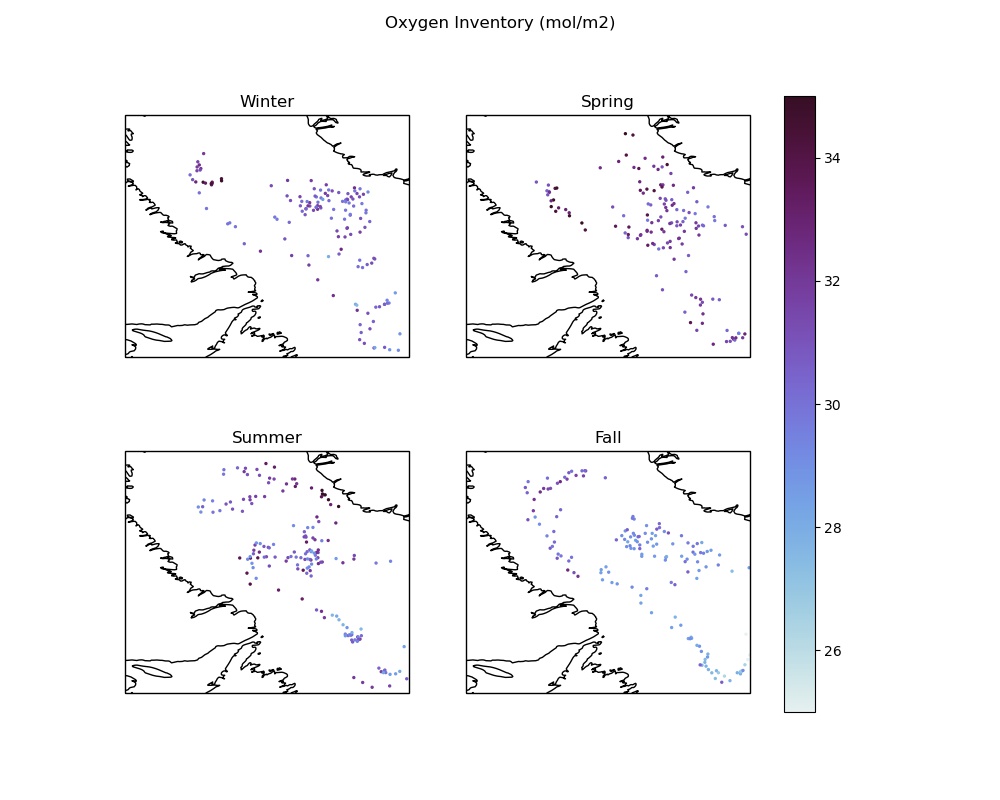 Oxygen Inventory (mol/m2)
Winter
Spring
Summer
Fall
34
32
30
28
26